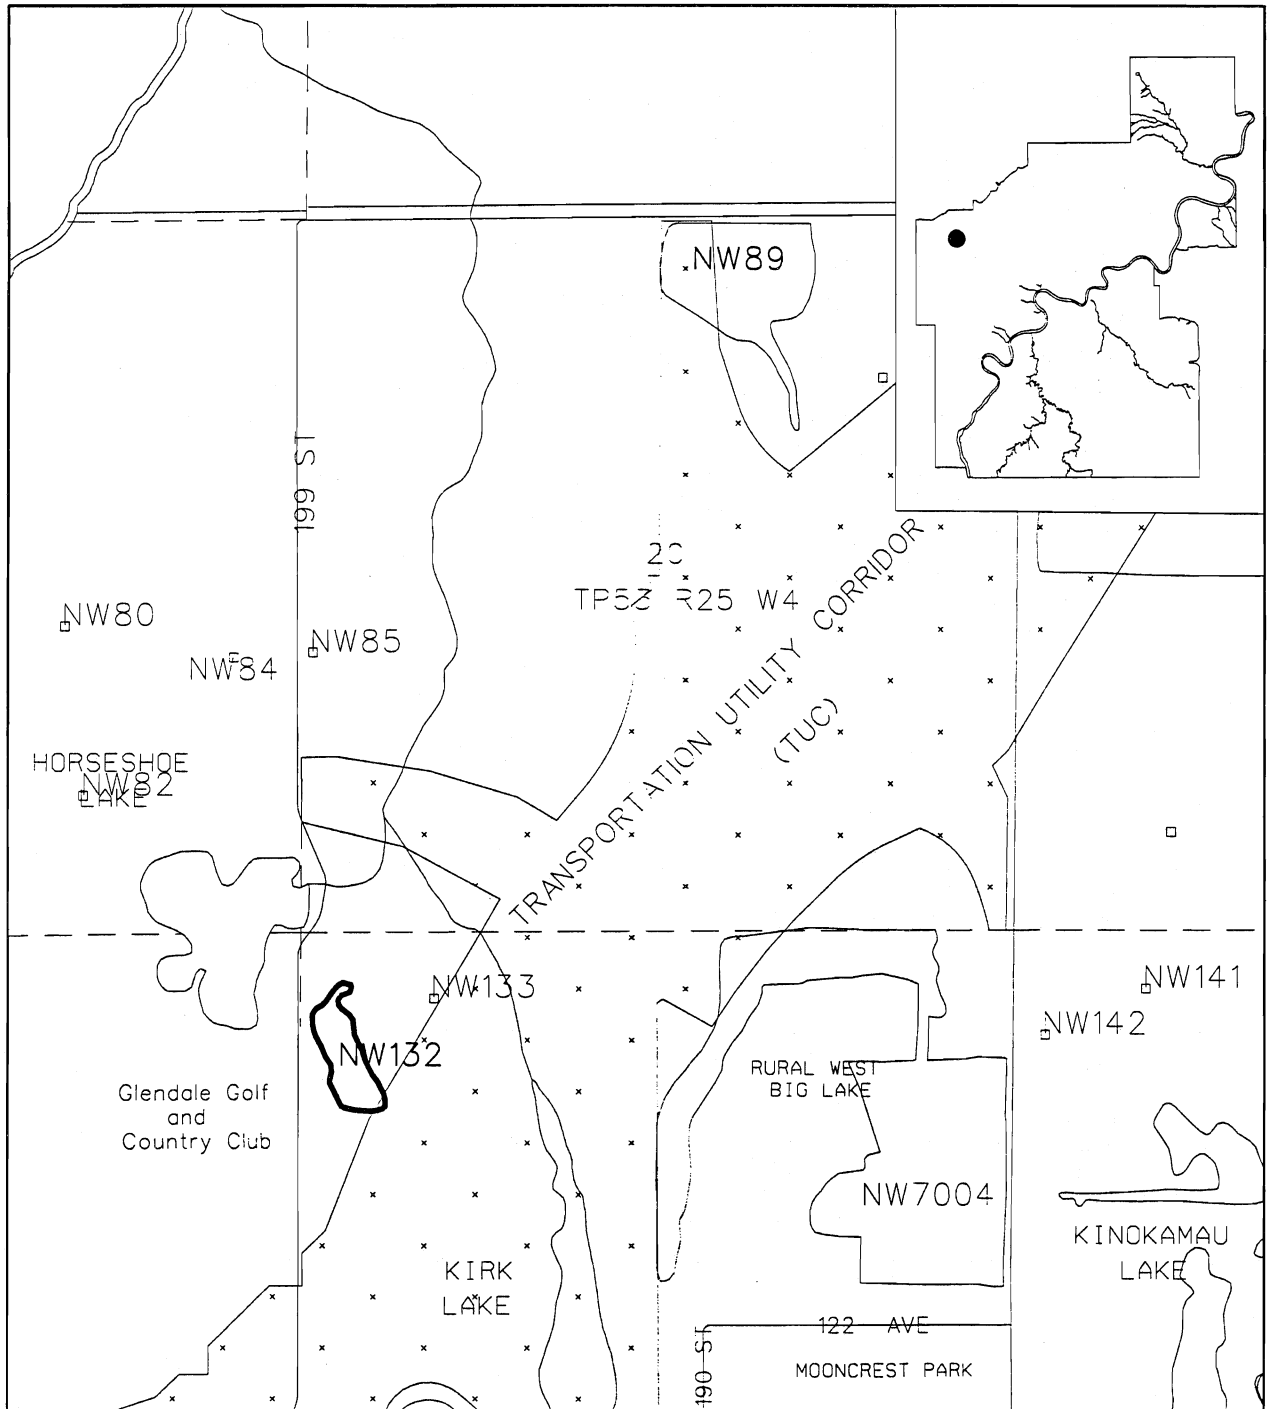 NW89
199 ST
20
TP53 R25 W4
NW80
NW85
NW84
TRANSPORTATION UTILITY CORRIDOR
(TUC)
HORSESHOE
LAKE
NW82
NW133
NW141
NW142
NW132
RURAL WEST
BIG LAKE
Glendale Golf
and
Country Club
NW7004
KINOKAMAU
LAKE
KIRK
LAKE
122 AVE
190 ST
MOONCREST PARK